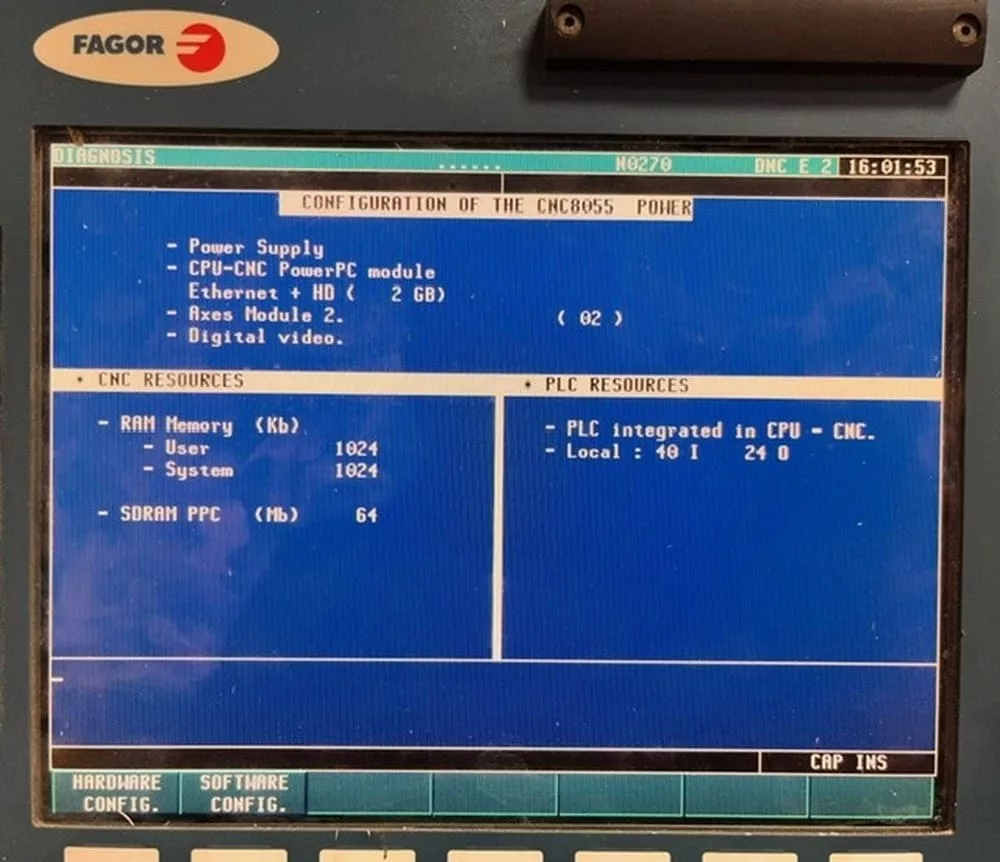 FAGOR
DIAGNOSIS ...... N0270 DNC E 2 16:01:53
CONFIGURATION OF THE CNC8055 POWER
- Power Supply
- CPU-CNC PowerPC module
Ethernet + HD ( 2 GB)
- Axes Module 2. ( 02 )
- Digital video.
* CNC RESOURCES
- RAM Memory (Kb)
- User 1024
- System 1024
- SDRAM PPC (Mb) 64
* PLC RESOURCES
- PLC integrated in CPU - CNC.
- Local : 40 I 24 O
CAP INS
HARDWARE CONFIG.
SOFTWARE CONFIG.